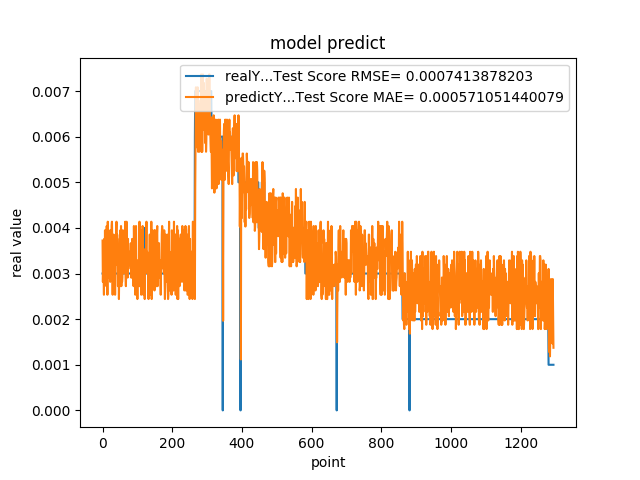 model predict
realY...Test Score RMSE= 0.0007413878203
predictY...Test Score MAE= 0.000571051440079
0.007
0.006
0.005
0.004
0.003
0.002
0.001
0.000
real value
0 200 400 600 800 1000 1200
point